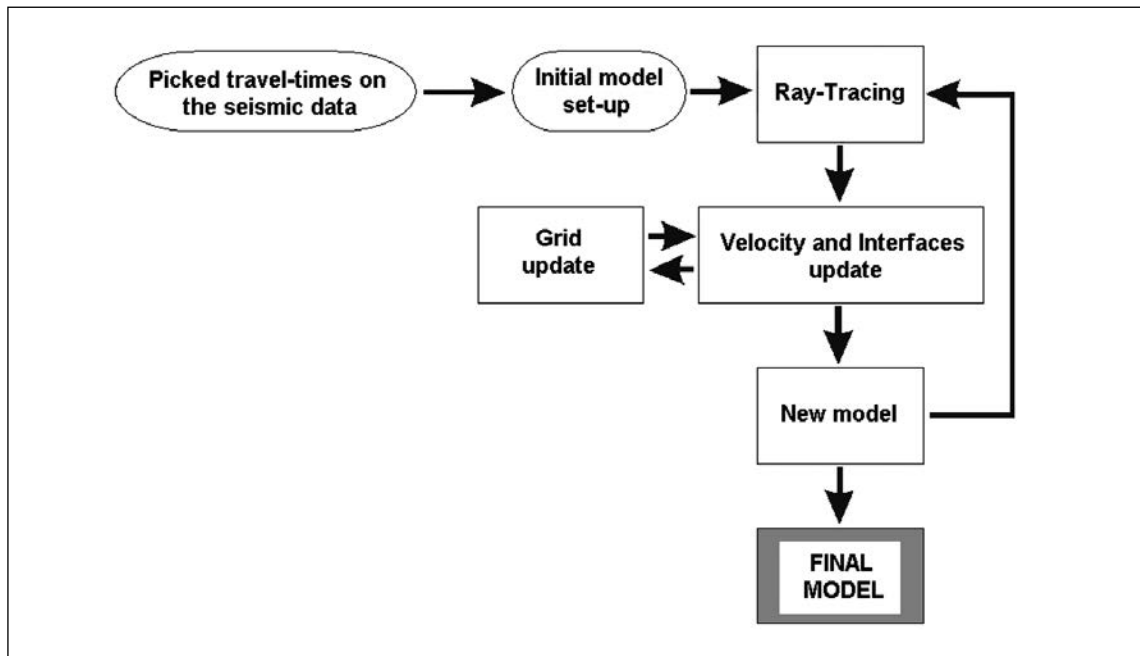 Picked travel-times on
the seismic data
Initial model
set-up
Ray-Tracing
Grid
update
Velocity and Interfaces
update
New model
FINAL
MODEL